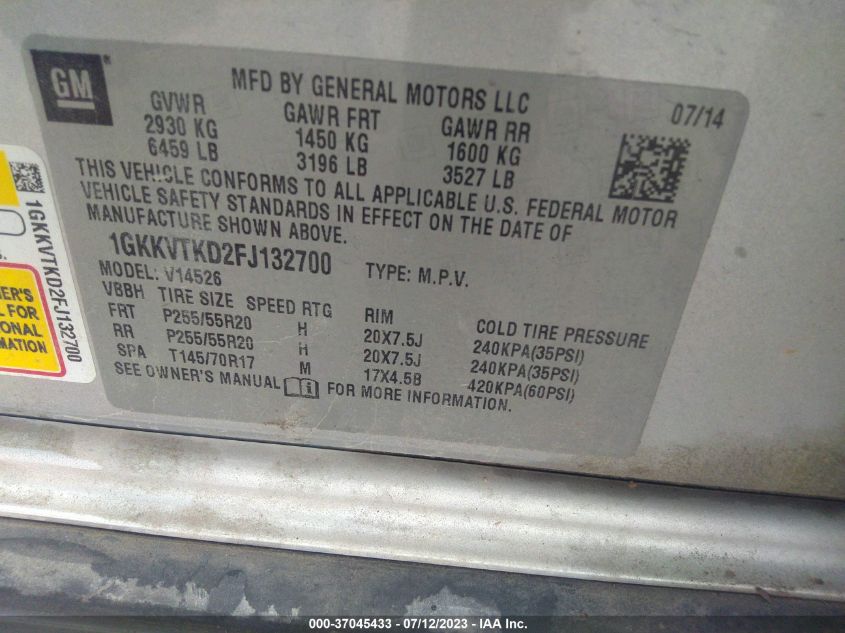 GM
®
MFD BY GENERAL MOTORS LLC
07/14
GVWR GAWR FRT GAWR RR
2930 KG 1450 KG 1600 KG
6459 LB 3196 LB 3527 LB
THIS VEHICLE CONFORMS TO ALL APPLICABLE U.S. FEDERAL MOTOR
VEHICLE SAFETY STANDARDS IN EFFECT ON THE DATE OF
MANUFACTURE SHOWN ABOVE.
1GKKVTKD2FJ132700
MODEL: V14526 TYPE: M.P.V.
VBBH TIRE SIZE SPEED RTG RIM COLD TIRE PRESSURE
FRT P255/55R20 H 20X7.5J 240KPA(35PSI)
RR P255/55R20 H 20X7.5J 240KPA(35PSI)
SPA T145/70R17 M 17X4.5B 420KPA(60PSI)
SEE OWNER'S MANUAL i FOR MORE INFORMATION.
1GKKVTKD2FJ132700
FOR
MATION
000-37045433 - 07/12/2023 - IAA Inc.